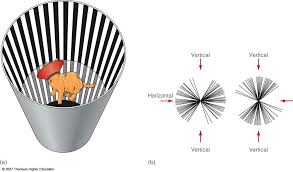 Vertical
Vertical
Horizontal
Vertical
Vertical
(a)
(b)
© 2007 Thomson Higher Education